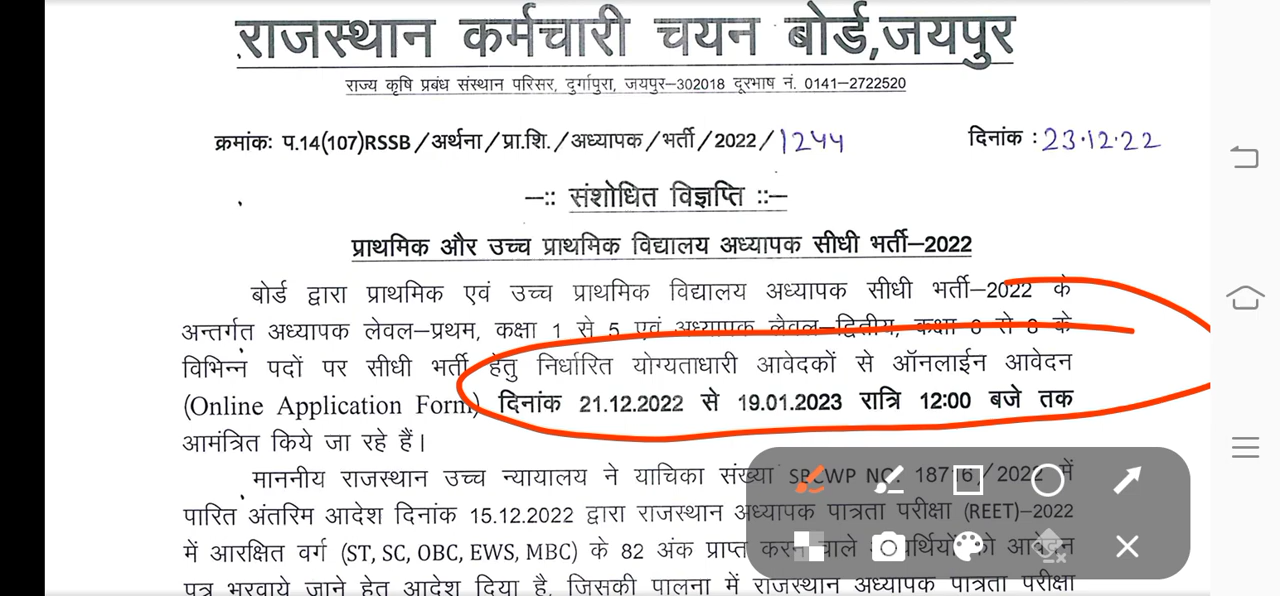 राजस्थान कर्मचारी चयन बोर्ड,जयपुर
राज्य कृषि प्रबंध संस्थान परिसर, दुर्गापुरा, जयपुर–302018 दूरभाष नं. 0141–2722520
क्रमांकः प.14(107)RSSB/अर्थना/प्रा.शि./अध्यापक/भर्ती/2022/1244 दिनांक : 23.12.22
–:: संशोधित विज्ञप्ति ::–
प्राथमिक और उच्च प्राथमिक विद्यालय अध्यापक सीधी भर्ती–2022
बोर्ड द्वारा प्राथमिक एवं उच्च प्राथमिक विद्यालय अध्यापक सीधी भर्ती–2022 के
अन्तर्गत अध्यापक लेवल–प्रथम, कक्षा 1 से 5 एवं अध्यापक लेवल–द्वितीय, कक्षा 6 से 8 के
विभिन्न पदों पर सीधी भर्ती हेतु निर्धारित योग्यताधारी आवेदकों से ऑनलाईन आवेदन
(Online Application Form) दिनांक 21.12.2022 से 19.01.2023 रात्रि 12:00 बजे तक
आमंत्रित किये जा रहे हैं।
माननीय राजस्थान उच्च न्यायालय ने याचिका संख्या SBCWP NO. 18716/2022 में
पारित अंतरिम आदेश दिनांक 15.12.2022 द्वारा राजस्थान अध्यापक पात्रता परीक्षा (REET)–2022
में आरक्षित वर्ग (ST, SC, OBC, EWS, MBC) के 82 अंक प्राप्त करने वाले को आवेदन
पत्र भरवाये जाने हेतु आदेश दिया है, जिसकी पालना में राजस्थान अध्यापक पात्रता परीक्षा